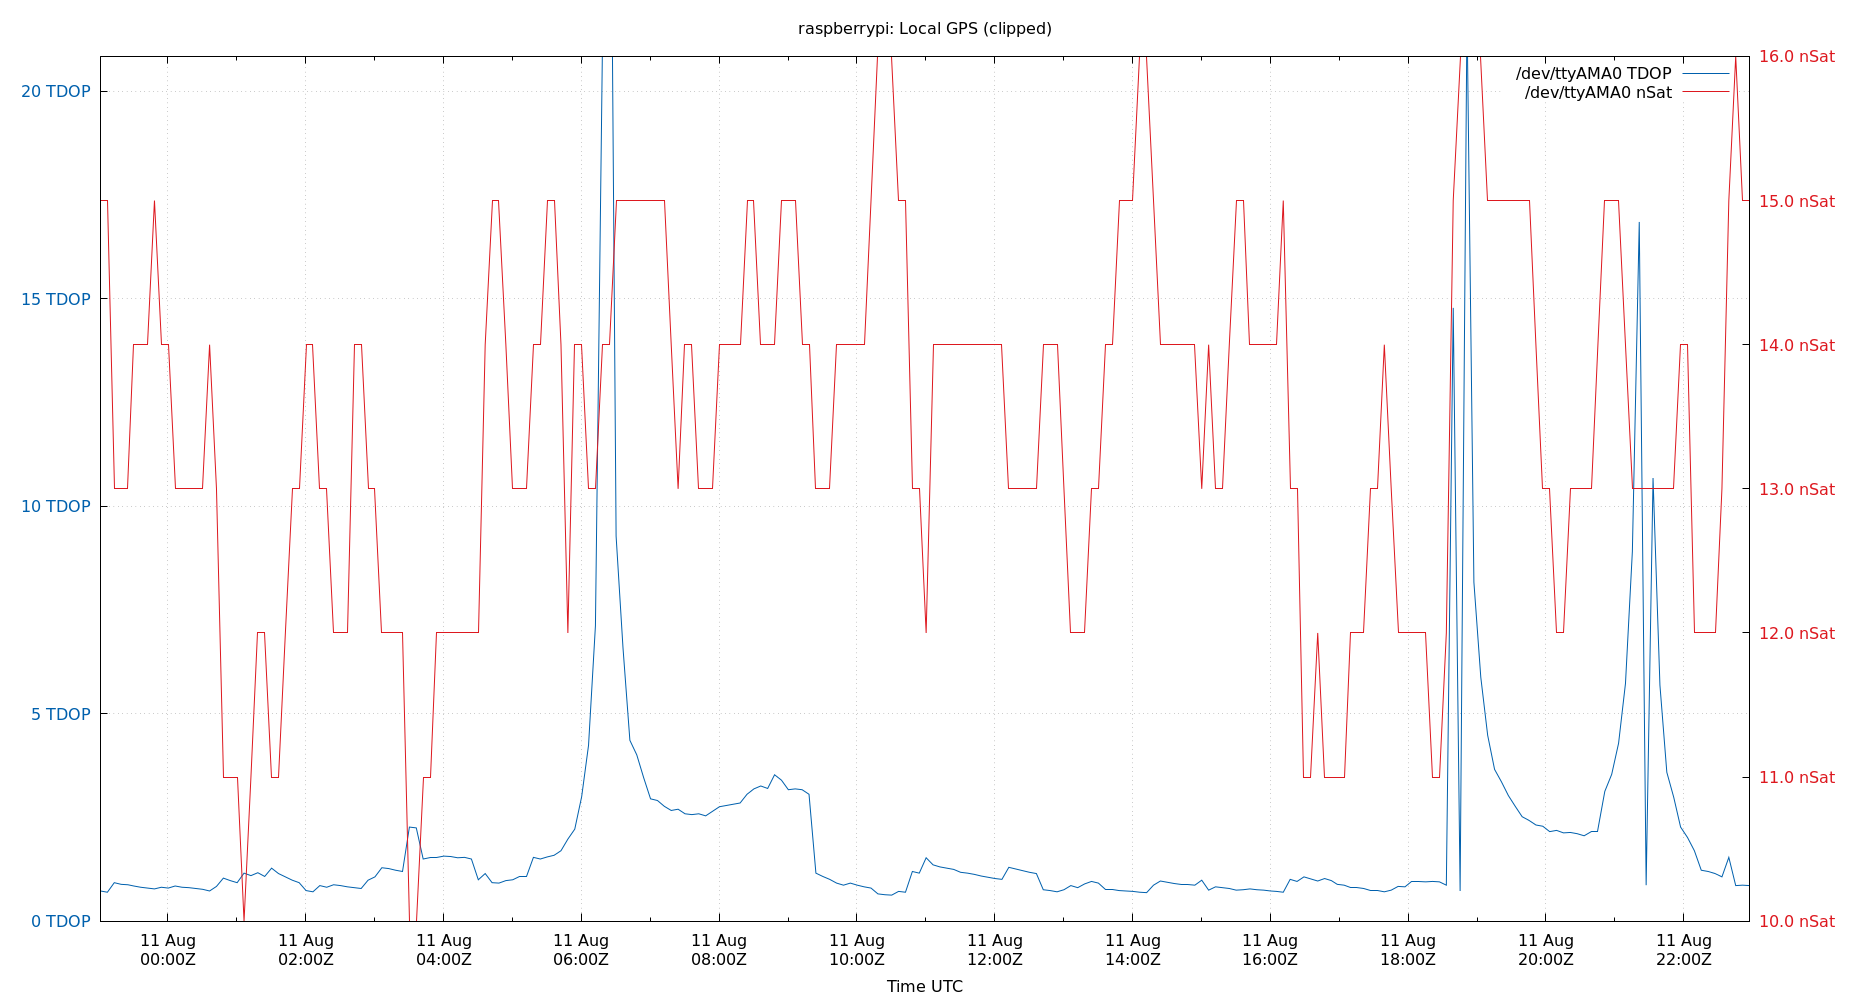 raspberrypi: Local GPS (clipped)
/dev/ttyAMA0 TDOP
/dev/ttyAMA0 nSat
20 TDOP
15 TDOP
10 TDOP
5 TDOP
0 TDOP
16.0 nSat
15.0 nSat
14.0 nSat
13.0 nSat
12.0 nSat
11.0 nSat
10.0 nSat
11 Aug 11 Aug 11 Aug 11 Aug 11 Aug 11 Aug 11 Aug 11 Aug 11 Aug 11 Aug 11 Aug 11 Aug
00:00Z 02:00Z 04:00Z 06:00Z 08:00Z 10:00Z 12:00Z 14:00Z 16:00Z 18:00Z 20:00Z 22:00Z
Time UTC